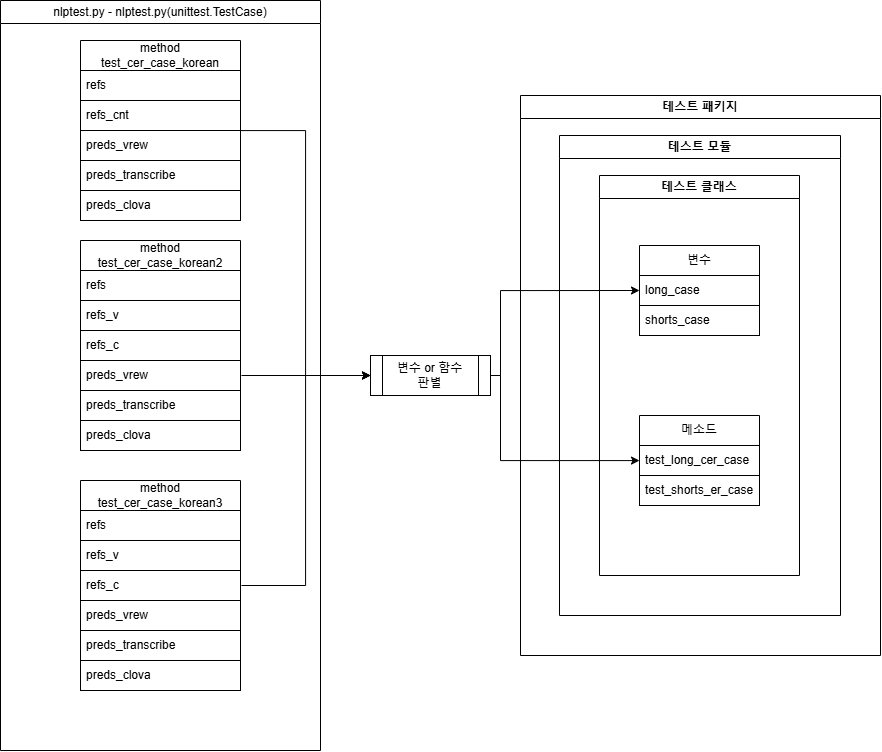 nlptest.py - nlptest.py(unittest.TestCase)
method
test_cer_case_korean
refs
refs_cnt
preds_vrew
preds_transcribe
preds_clova
method
test_cer_case_korean2
refs
refs_v
refs_c
preds_vrew
preds_transcribe
preds_clova
method
test_cer_case_korean3
refs
refs_v
refs_c
preds_vrew
preds_transcribe
preds_clova
변수 or 함수
판별
테스트 패키지
테스트 모듈
테스트 클래스
변수
long_case
shorts_case
메소드
test_long_cer_case
test_shorts_er_case